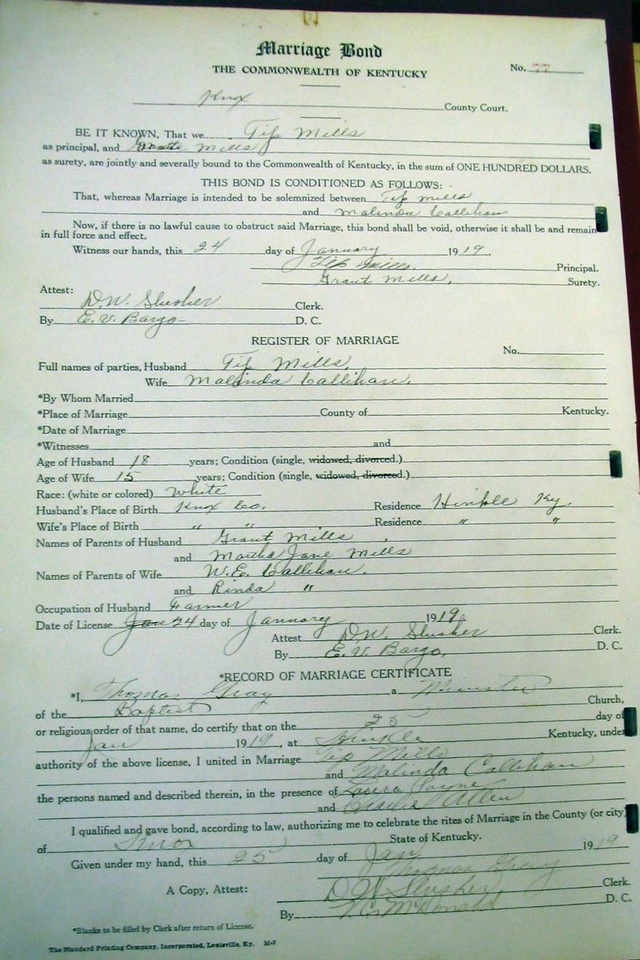 Marriage Bond
THE COMMONWEALTH OF KENTUCKY
No. 77
Knox County Court.
BE IT KNOWN, That we Tip Mills
as principal, and Mills
as surety, are jointly and severally bound to the Commonwealth of Kentucky, in the sum of ONE HUNDRED DOLLARS.
THIS BOND IS CONDITIONED AS FOLLOWS:
That, whereas Marriage is intended to be solemnized between Tip Mills
and Malinda Callihan
Now, if there is no lawful cause to obstruct said Marriage, this bond shall be void, otherwise it shall be and remain
in full force and effect.
Witness our hands, this 24 day of January 1919.
Tip Mills. Principal.
Grant Mills. Surety.
Attest:
D.W. Slusher Clerk.
By E.V. Bargo D. C.
REGISTER OF MARRIAGE
No.
Full names of parties, Husband Tip Mills.
Wife Malinda Callihan.
*By Whom Married
*Place of Marriage County of Kentucky.
*Date of Marriage
*Witnesses and
Age of Husband 18 years; Condition (single, widowed, divorced.)
Age of Wife 15 years; Condition (single, widowed, divorced.)
Race: (white or colored) White
Husband's Place of Birth Knox Co. Residence Hinkle Ky.
Wife's Place of Birth " " Residence " "
Names of Parents of Husband Grant Mills
and Martha Jane Mills
Names of Parents of Wife W.E. Callihan.
and Rinda "
Occupation of Husband Farmer
Date of License Jan 24 day of January 1919
Attest D.W. Slusher Clerk.
By E.V. Bargo, D. C.
*RECORD OF MARRIAGE CERTIFICATE
*I, Thomas Gray a Minister
of the Baptist Church,
or religious order of that name, do certify that on the 25 day of
Jan 1919, at Hinkle Kentucky, under
authority of the above license, I united in Marriage Tip Mills
and Malinda Callihan
the persons named and described therein, in the presence of Laura Payne
and Allen
I qualified and gave bond, according to law, authorizing me to celebrate the rites of Marriage in the County (or city)
of Knox State of Kentucky.
Given under my hand, this 25 day of Jan 1919
Thomas Gray
A Copy, Attest: D.W. Slusher Clerk.
By McDonald D. C.
*Blanks to be filled by Clerk after return of License.
The Standard Printing Company, Incorporated, Louisville, Ky. M-7